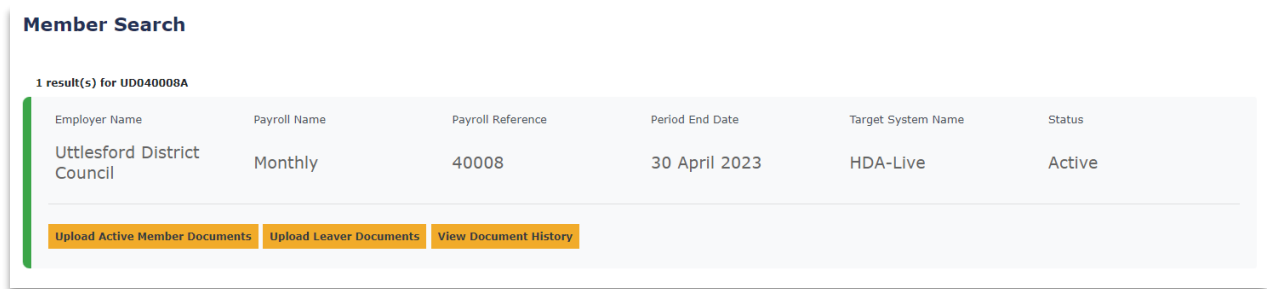 Member Search
1 result(s) for UD040008A
Employer Name Payroll Name Payroll Reference Period End Date Target System Name Status
Uttlesford District
Council
Monthly 40008 30 April 2023 HDA-Live Active
Upload Active Member Documents Upload Leaver Documents View Document History